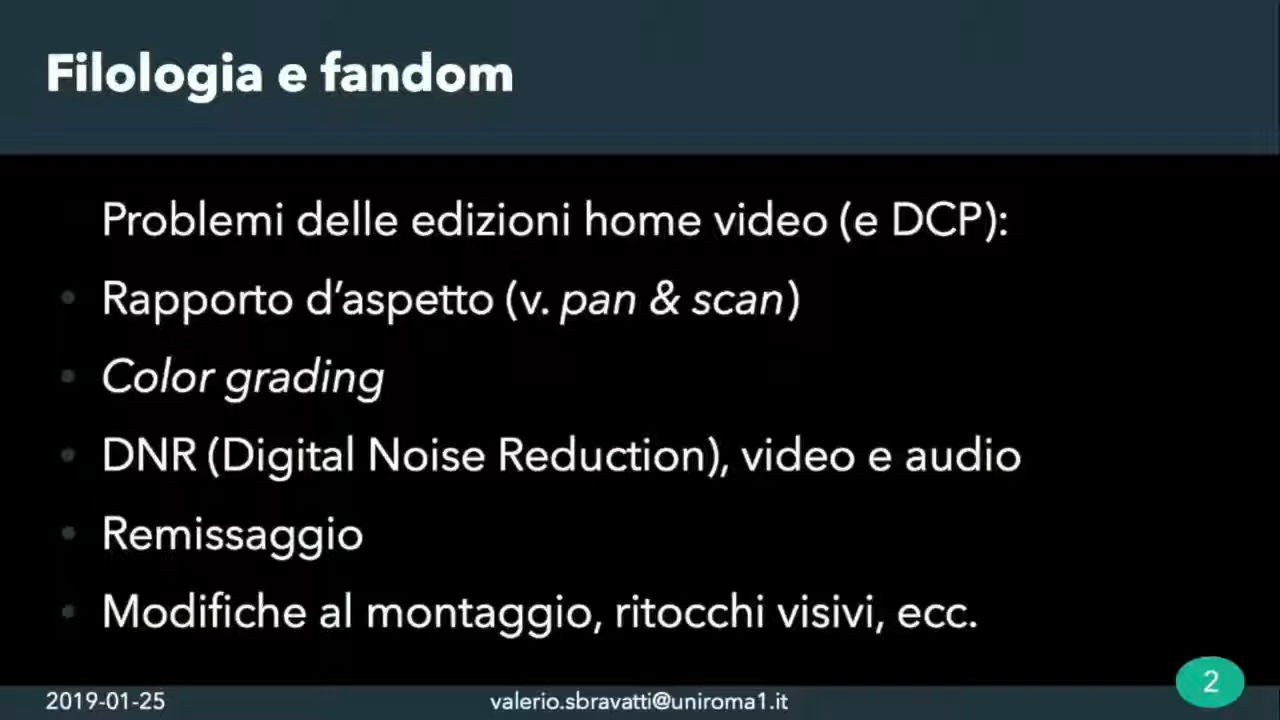 Filologia e fandom
Problemi delle edizioni home video (e DCP):
• Rapporto d’aspetto (v. pan & scan)
• Color grading
• DNR (Digital Noise Reduction), video e audio
• Remissaggio
• Modifiche al montaggio, ritocchi visivi, ecc.
2019-01-25
valerio.sbravatti@uniroma1.it
2